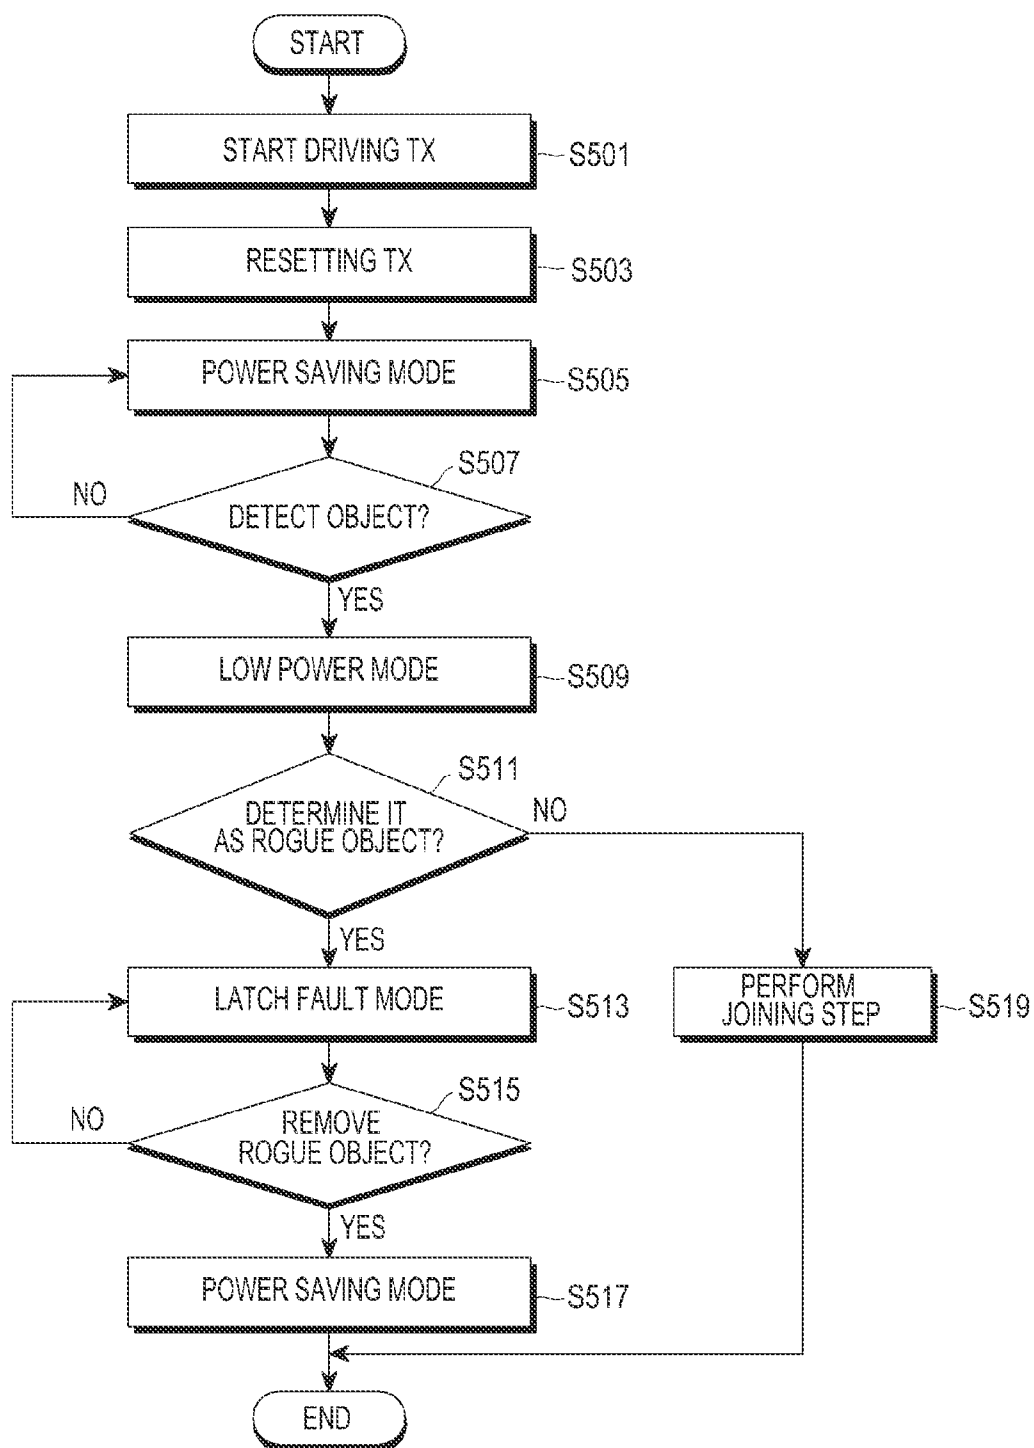 START
START DRIVING TX
S501
RESETTING TX
S503
POWER SAVING MODE
S505
S507
NO
DETECT OBJECT?
YES
LOW POWER MODE
S509
S511
DETERMINE IT
AS ROGUE OBJECT?
NO
YES
LATCH FAULT MODE
S513
PERFORM
JOINING STEP
S519
S515
NO
REMOVE
ROGUE OBJECT?
YES
POWER SAVING MODE
S517
END